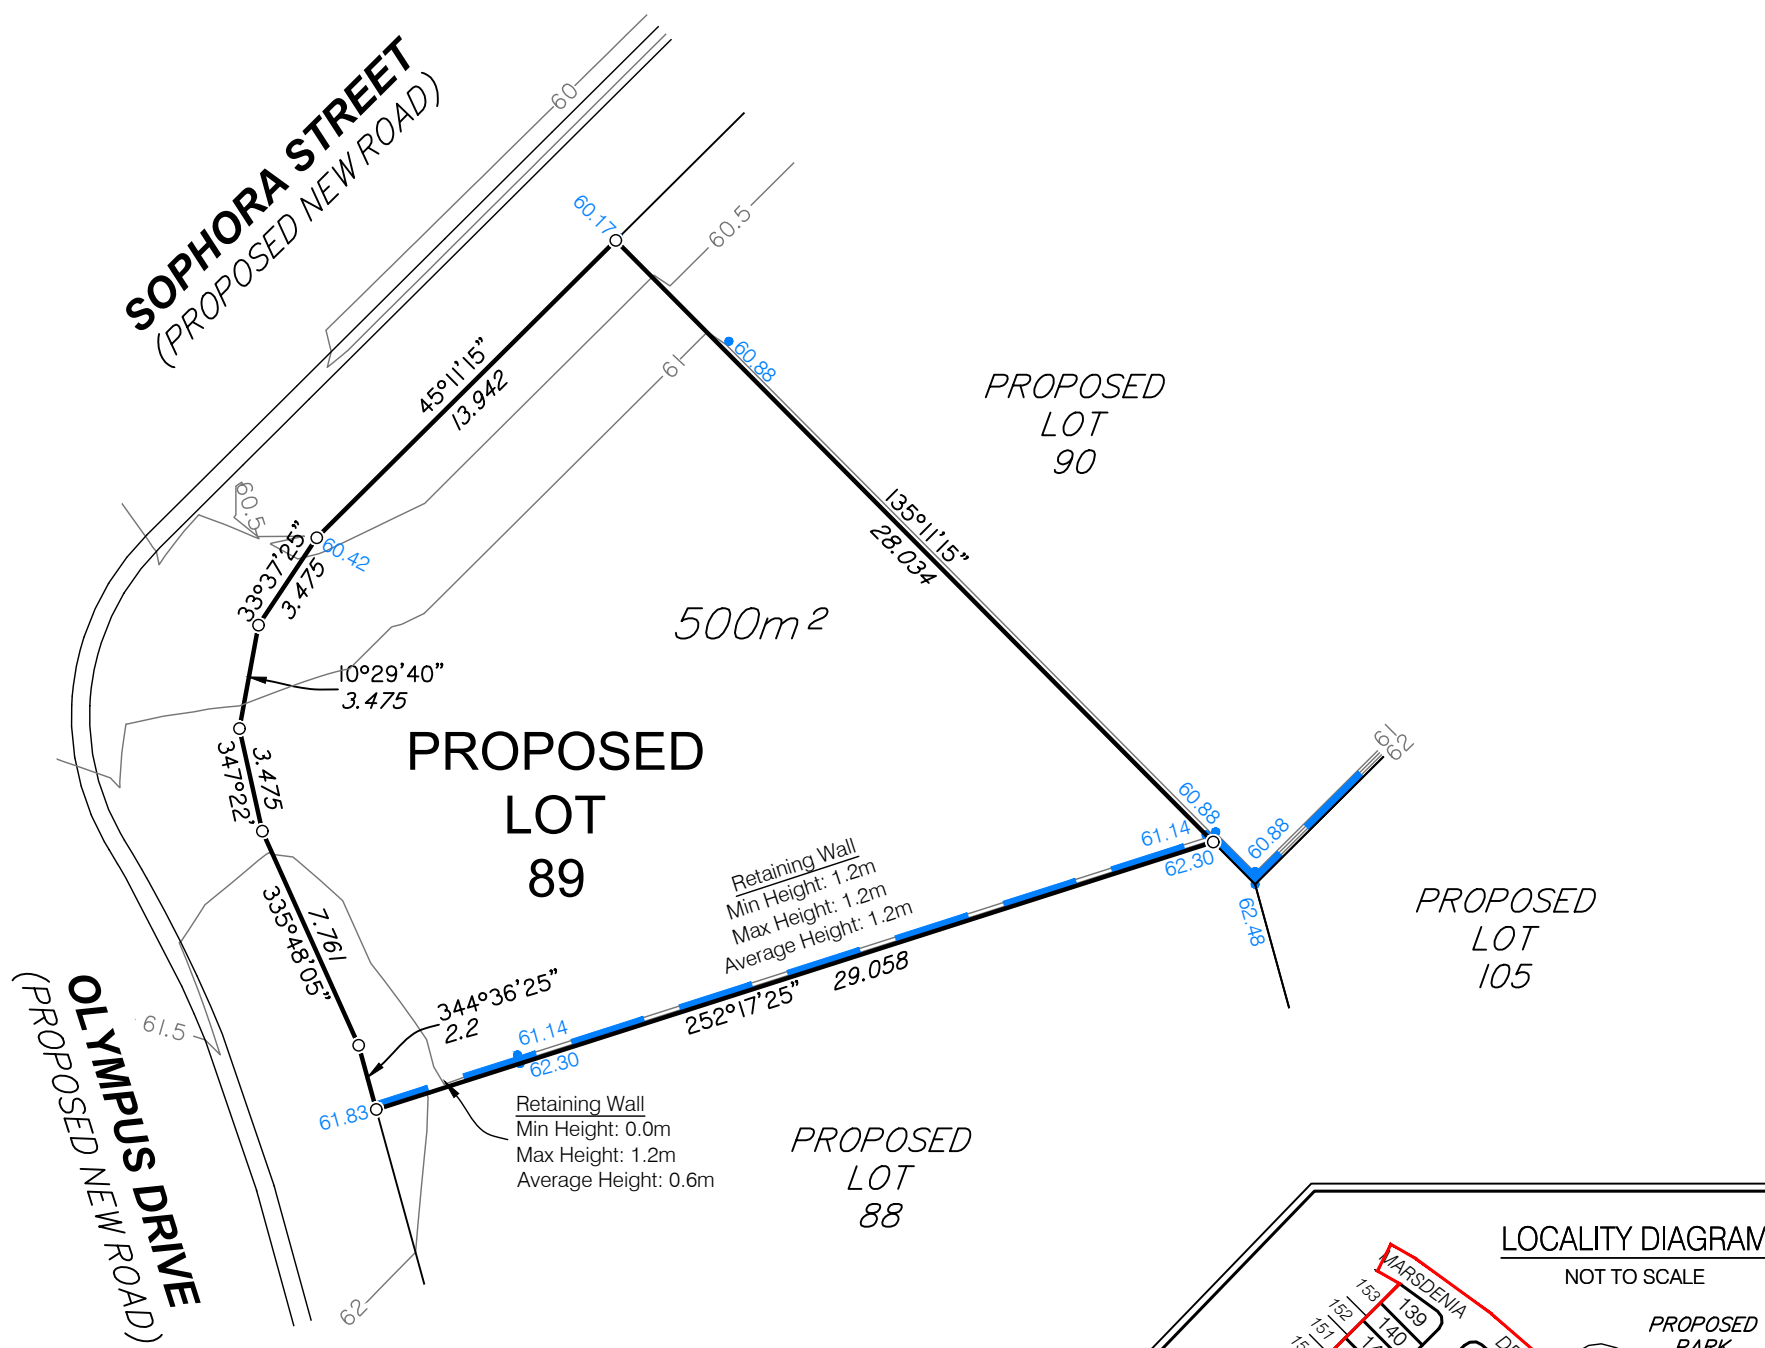 SOPHORA STREET
(PROPOSED NEW ROAD)
60
60.17
60.5
45°11'15"
13.942
61
60.88
PROPOSED
LOT
90
60.5
33°37'25"
3.475
60.42
135°11'15"
28.034
500m²
10°29'40"
3.475
3.475
347°22'
PROPOSED
LOT
89
61
62
60.88
61.14
62.30
60.88
62.48
Retaining Wall
Min Height: 1.2m
Max Height: 1.2m
Average Height: 1.2m
PROPOSED
LOT
105
7.761
335°48'05"
344°36'25"
2.2
252°17'25"
29.058
61.14
62.30
61.5
OLYMPUS DRIVE
(PROPOSED NEW ROAD)
61.83
Retaining Wall
Min Height: 0.0m
Max Height: 1.2m
Average Height: 0.6m
PROPOSED
LOT
88
62
LOCALITY DIAGRAM
NOT TO SCALE
MARSDENIA
153
139
152
140
151
PROPOSED
PARK